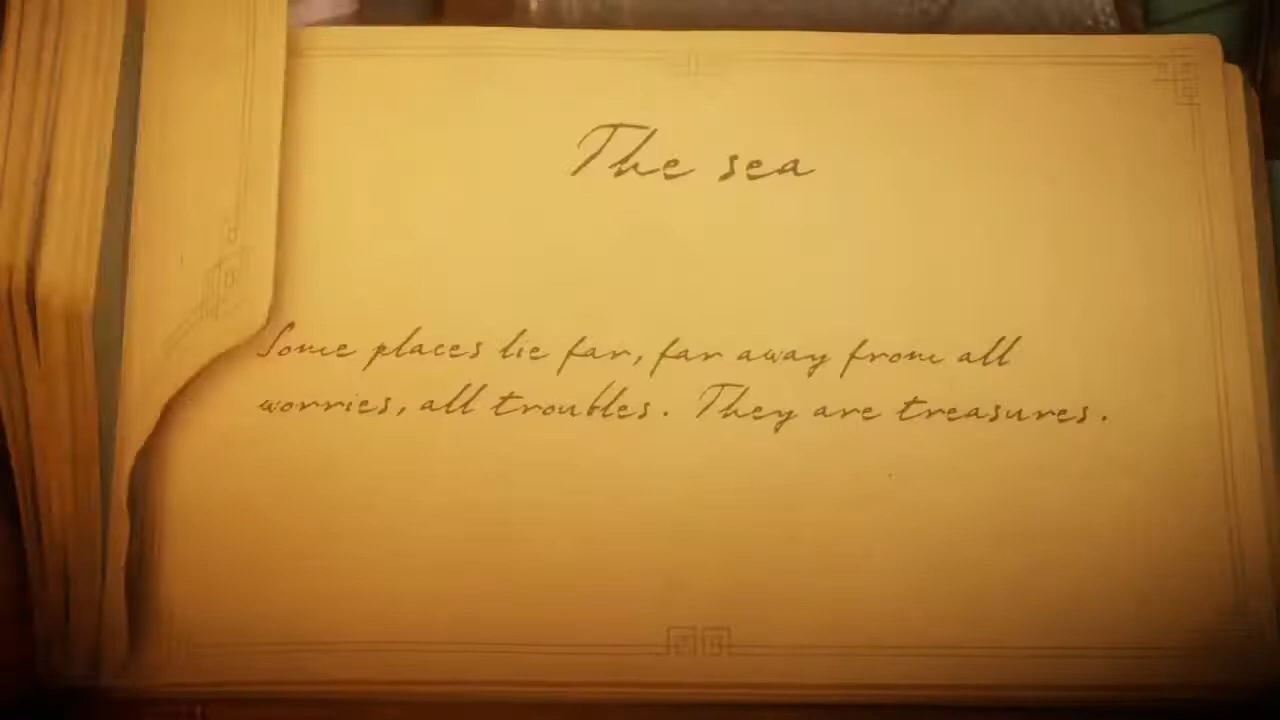 The sea
Some places lie far, far away from all
worries, all troubles. They are treasures.